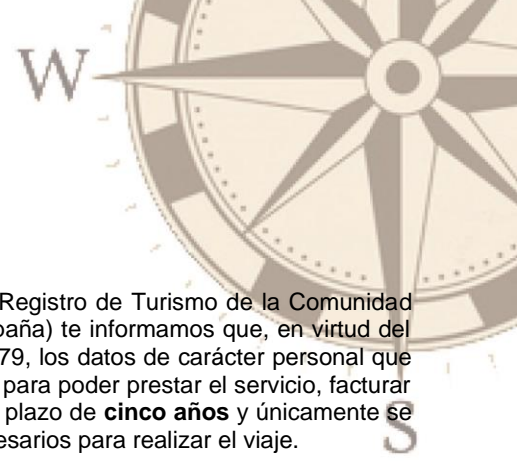 W
Registro de Turismo de la Comunidad
paña) te informamos que, en virtud del
79, los datos de carácter personal que
para poder prestar el servicio, facturar
plazo de cinco años y únicamente se
esarios para realizar el viaje.
S